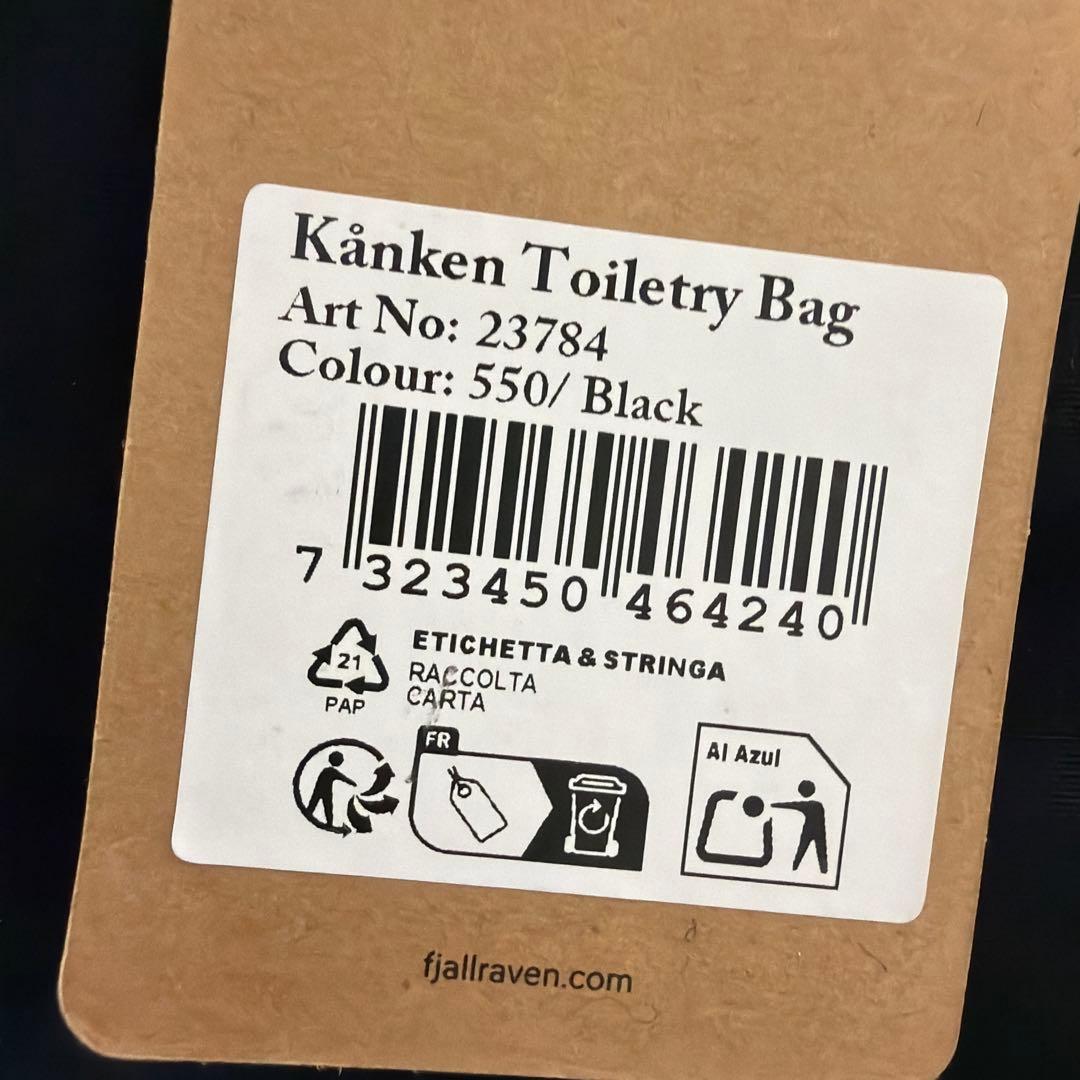 Kånken Toiletry Bag
Art No: 23784
Colour: 550/ Black
7 323450 464240
21
PAP
ETICHETTA & STRINGA
RACCOLTA
CARTA
FR
Al Azul
fjallraven.com